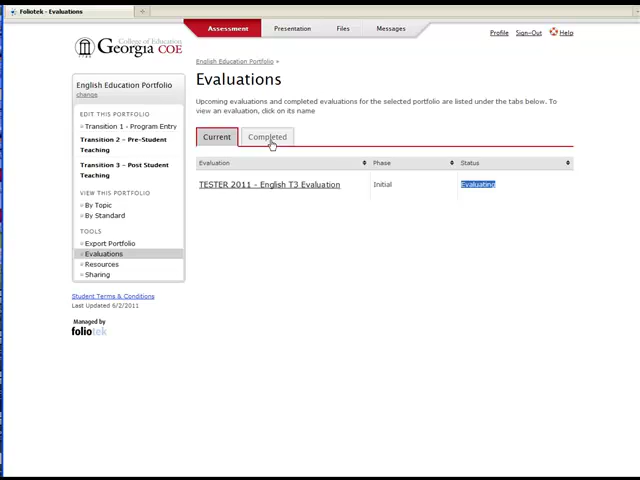 Foliotek - Evaluations
Assessment
Presentation
Files
Messages
Profile
Sign-Out
Help
College of Education
Georgia COE
English Education Portfolio
change
EDIT THIS PORTFOLIO
Transition 1 - Program Entry
Transition 2 - Pre-Student
Teaching
Transition 3 - Post Student
Teaching
VIEW THIS PORTFOLIO
By Topic
By Standard
TOOLS
Export Portfolio
Evaluations
Resources
Sharing
Student Terms & Conditions
Last Updated 6/2/2011
Managed by
foliotek
English Education Portfolio »
Evaluations
Upcoming evaluations and completed evaluations for the selected portfolio are listed under the tabs below. To
view an evaluation, click on its name
Current
Completed
Evaluation
Phase
Status
TESTER 2011 - English T3 Evaluation
Initial
Evaluating